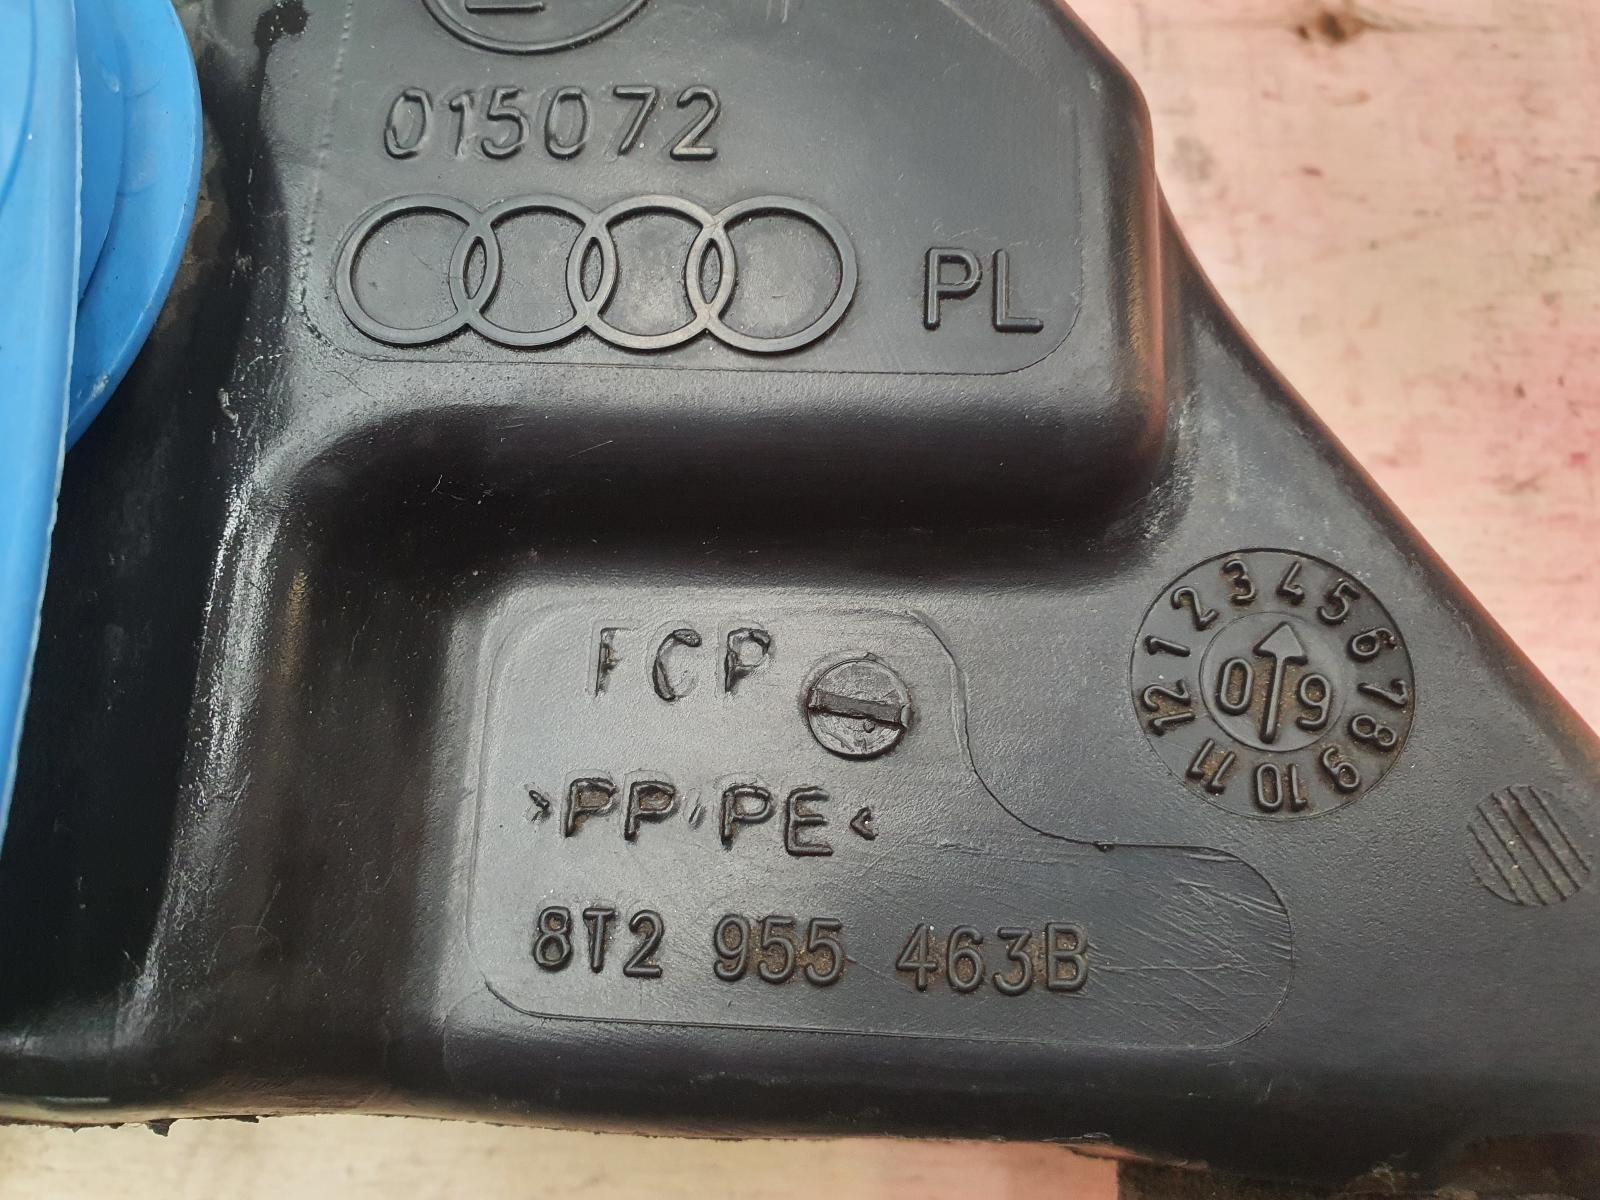 015072
PL
FCP
>PP/PE<
8T2 955 463B
1 2 3 4 5 6 7 8 9 10 11 12
09